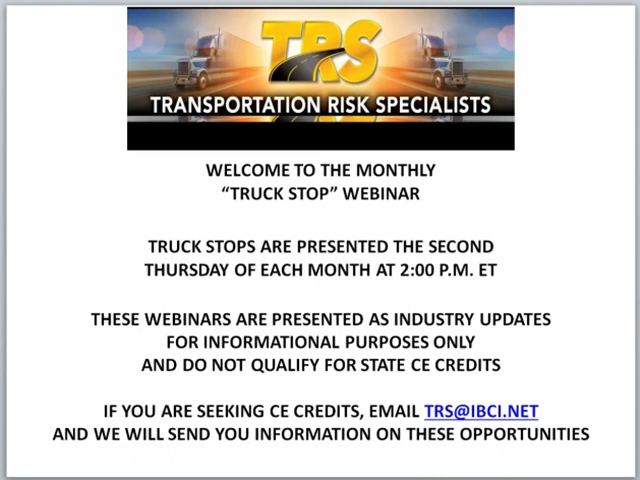 TRS
TRANSPORTATION RISK SPECIALISTS
WELCOME TO THE MONTHLY
“TRUCK STOP” WEBINAR
TRUCK STOPS ARE PRESENTED THE SECOND
THURSDAY OF EACH MONTH AT 2:00 P.M. ET
THESE WEBINARS ARE PRESENTED AS INDUSTRY UPDATES
FOR INFORMATIONAL PURPOSES ONLY
AND DO NOT QUALIFY FOR STATE CE CREDITS
IF YOU ARE SEEKING CE CREDITS, EMAIL TRS@IBCI.NET
AND WE WILL SEND YOU INFORMATION ON THESE OPPORTUNITIES